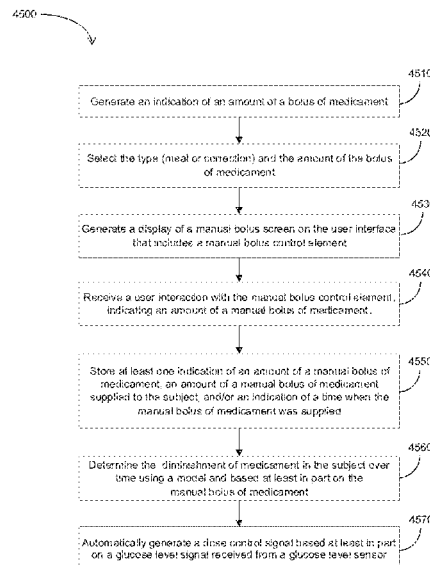 4500
4510
Generate an indication of an amount of a bolus of medicament
4520
Select the type (meal or correction) and the amount of the bolus
of medicament
4530
Generate a display of a manual bolus screen on the user interface
that includes a manual bolus control element
4540
Receive a user interaction with the manual bolus control element,
indicating an amount of a manual bolus of medicament.
4550
Store at least one indication of an amount of a manual bolus of
medicament, an amount of a manual bolus of medicament
supplied to the subject, and/or an indication of a time when the
manual bolus of medicament was supplied
4560
Determine the diminishment of medicament in the subject over
time using a model and based at least in part on the
manual bolus of medicament
4570
Automatically generate a dose control signal based at least in part
on a glucose level signal received from a glucose level sensor